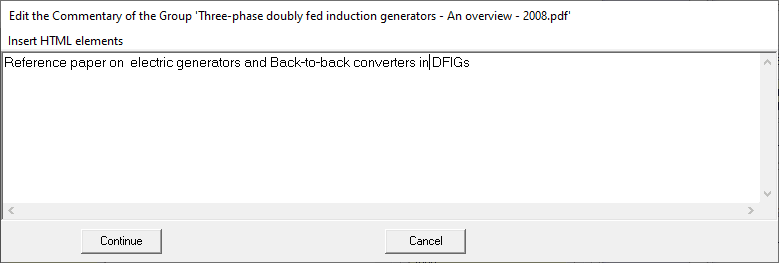 Edit the Commentary of the Group 'Three-phase doubly fed induction generators - An overview - 2008.pdf'
Insert HTML elements
Reference paper on  electric generators and Back-to-back converters in DFIGs
Continue
Cancel